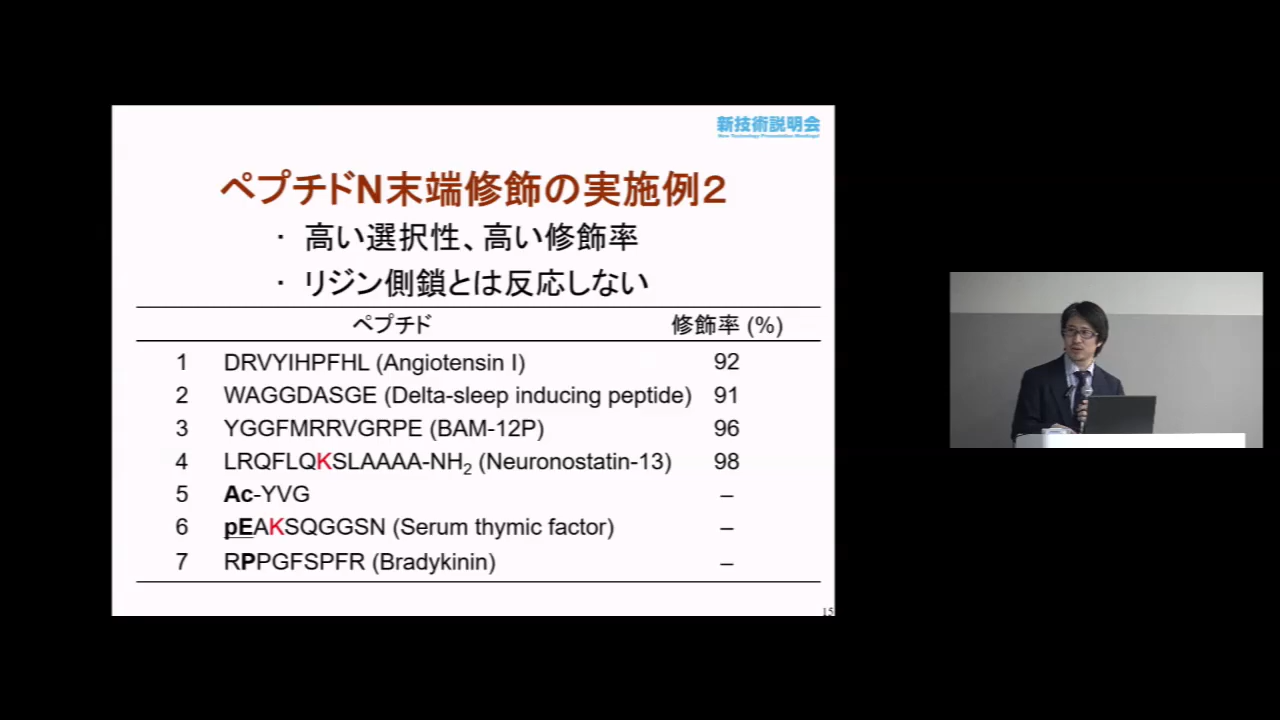 新技術説明会
New Technology Presentation Meetings!
ペプチドN末端修飾の実施例2
・ 高い選択性、高い修飾率
・ リジン側鎖とは反応しない
ペプチド 修飾率 (%)
1 DRVYIHPFHL (Angiotensin I) 92
2 WAGGDASGE (Delta-sleep inducing peptide) 91
3 YGGFMRRVGRPE (BAM-12P) 96
4 LRQFLQKSLAAAA-NH2 (Neuronostatin-13) 98
5 Ac-YVG –
6 pEAKSQGGSN (Serum thymic factor) –
7 RPPGFSPFR (Bradykinin) –
15